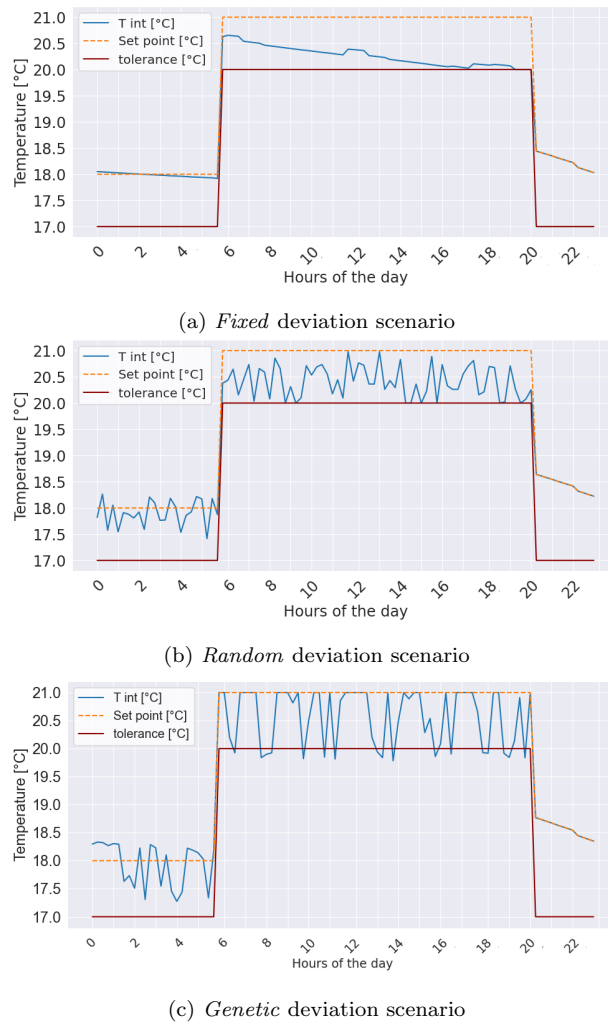 21.0
20.5
20.0
19.5
19.0
18.5
18.0
17.5
17.0
Temperature [°C]
T int [°C]
Set point [°C]
tolerance [°C]
0 2 4 6 8 10 12 14 16 18 20 22
Hours of the day
(a) Fixed deviation scenario
21.0
20.5
20.0
19.5
19.0
18.5
18.0
17.5
17.0
Temperature [°C]
T int [°C]
Set point [°C]
tolerance [°C]
0 2 4 6 8 10 12 14 16 18 20 22
Hours of the day
(b) Random deviation scenario
21.0
20.5
20.0
19.5
19.0
18.5
18.0
17.5
17.0
Temperature [°C]
T int [°C]
Set point [°C]
tolerance [°C]
0 2 4 6 8 10 12 14 16 18 20 22
Hours of the day
(c) Genetic deviation scenario